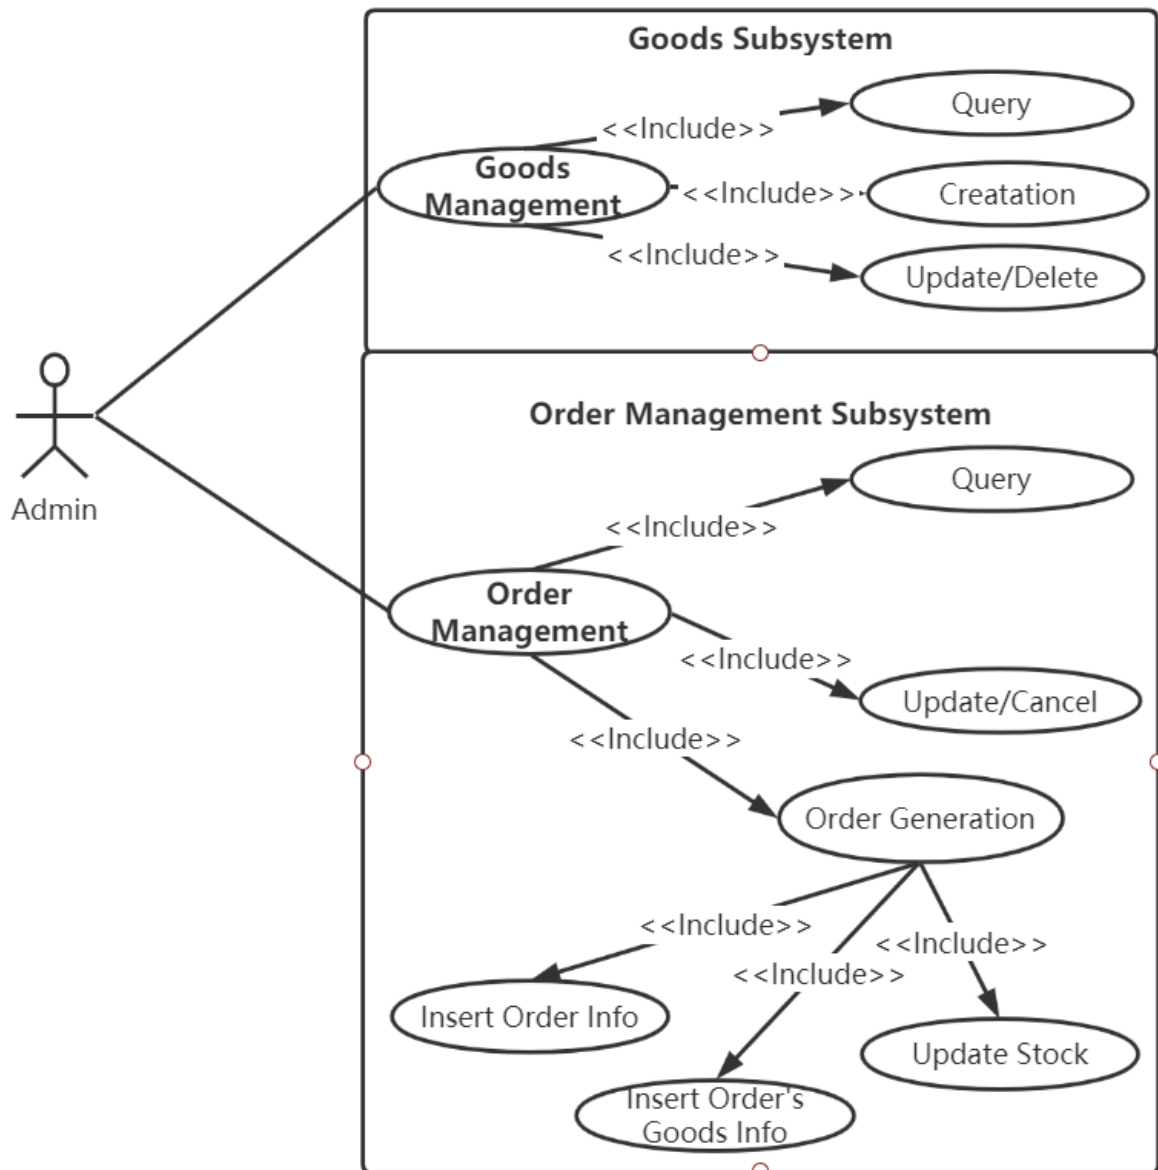 Goods Subsystem
Query
<<Include>>
Goods
Management
<<Include>>
Creatation
<<Include>>
Update/Delete
Admin
Order Management Subsystem
Query
<<Include>>
Order
Management
<<Include>>
Update/Cancel
<<Include>>
Order Generation
<<Include>>
<<Include>>
<<Include>>
Insert Order Info
Update Stock
Insert Order's
Goods Info